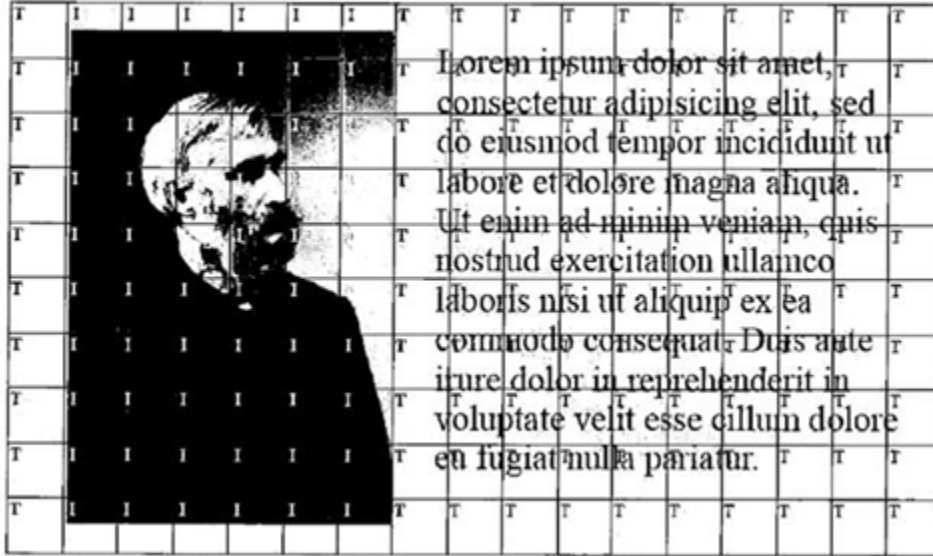 Lorem ipsum dolor sit amet,
consectetur adipisicing elit, sed
do eiusmod tempor incididunt ut
labore et dolore magna aliqua.
Ut enim ad minim veniam, quis
nostrud exercitation ullamco
laboris nisi ut aliquip ex ea
commodo consequat. Duis aute
irure dolor in reprehenderit in
voluptate velit esse cillum dolore
eu fugiat nulla pariatur.